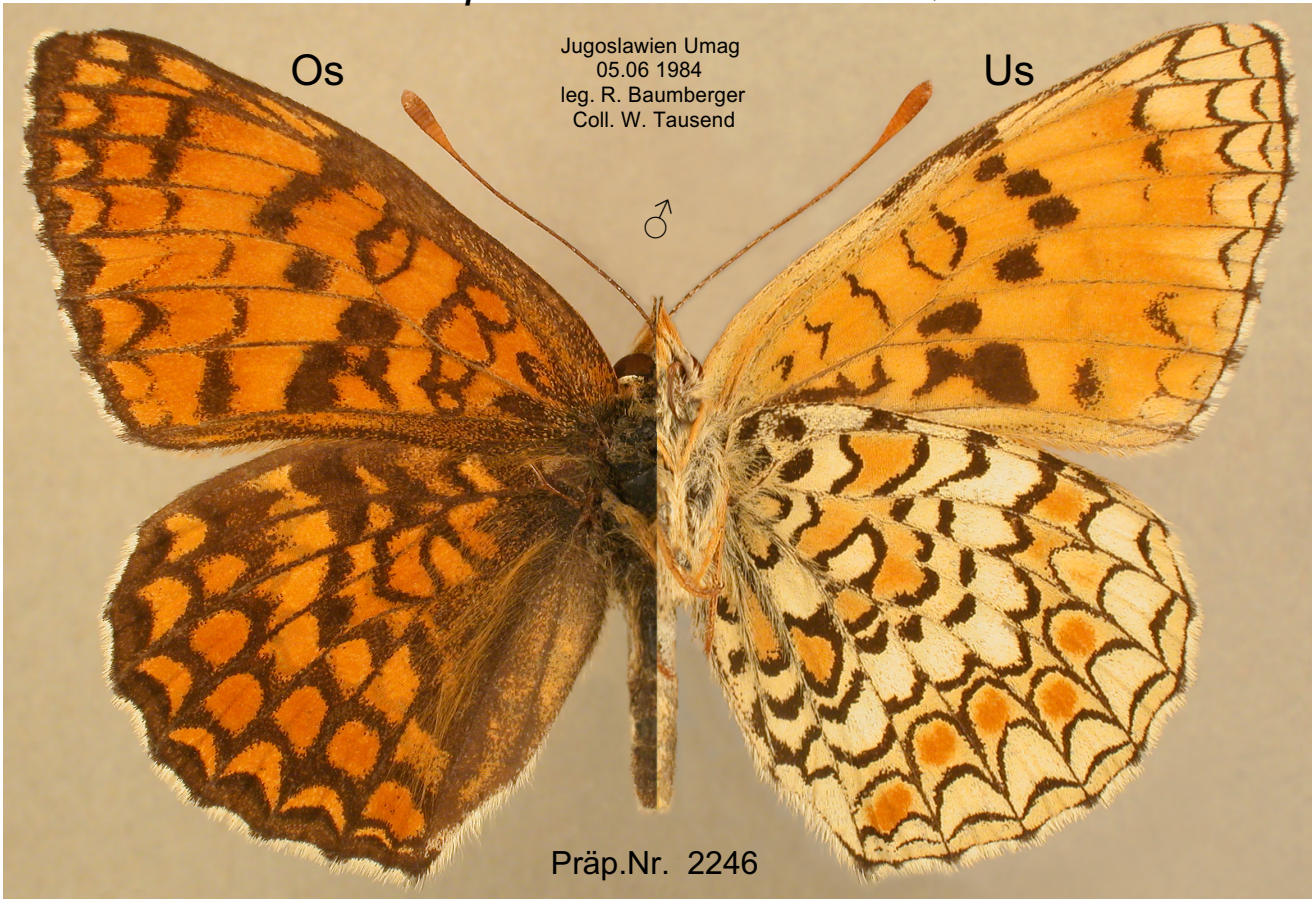 Os
Jugoslawien Umag
05.06 1984
leg. R. Baumberger
Coll. W. Tausend
Us
♂
Präp.Nr. 2246